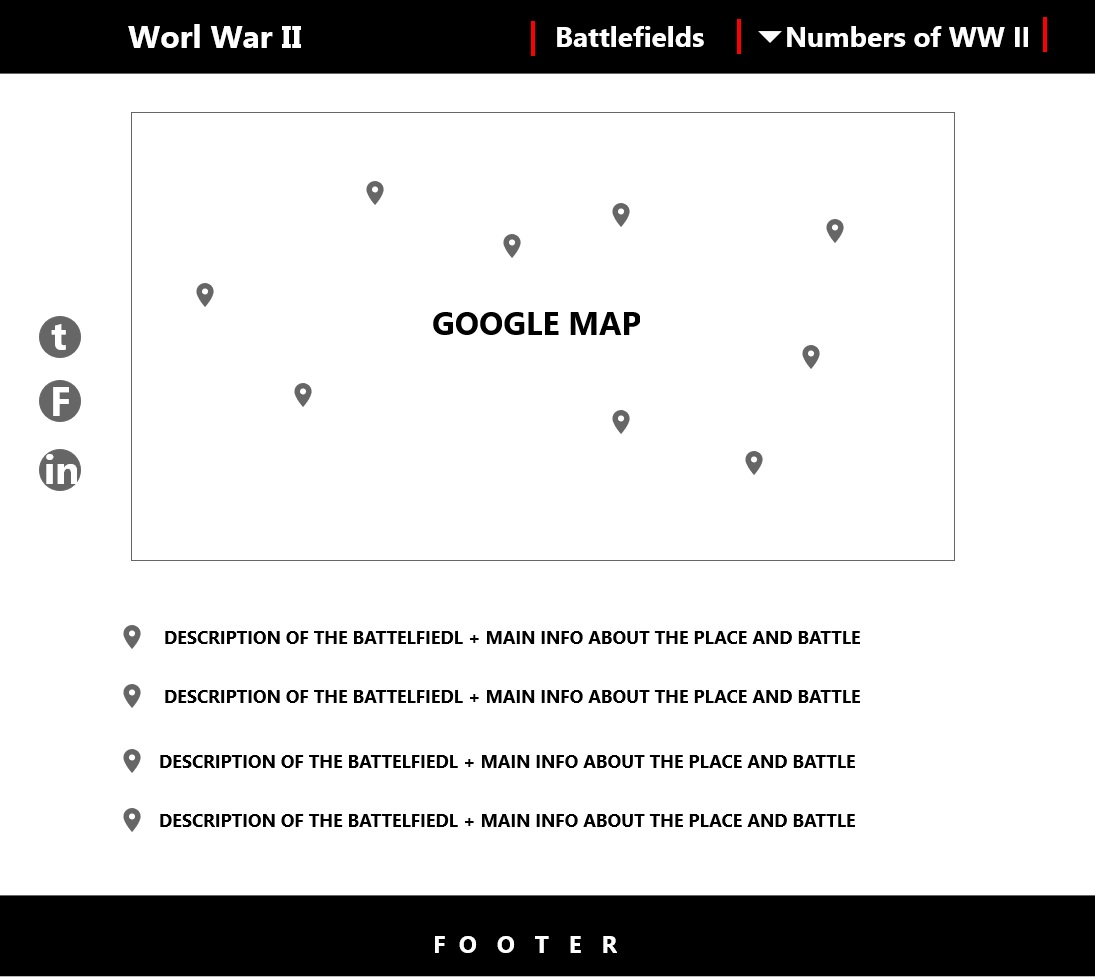 Worl War II
Battlefields
Numbers of WW II
GOOGLE MAP
t
F
in
DESCRIPTION OF THE BATTELFIEDL + MAIN INFO ABOUT THE PLACE AND BATTLE
DESCRIPTION OF THE BATTELFIEDL + MAIN INFO ABOUT THE PLACE AND BATTLE
DESCRIPTION OF THE BATTELFIEDL + MAIN INFO ABOUT THE PLACE AND BATTLE
DESCRIPTION OF THE BATTELFIEDL + MAIN INFO ABOUT THE PLACE AND BATTLE
FOOTER